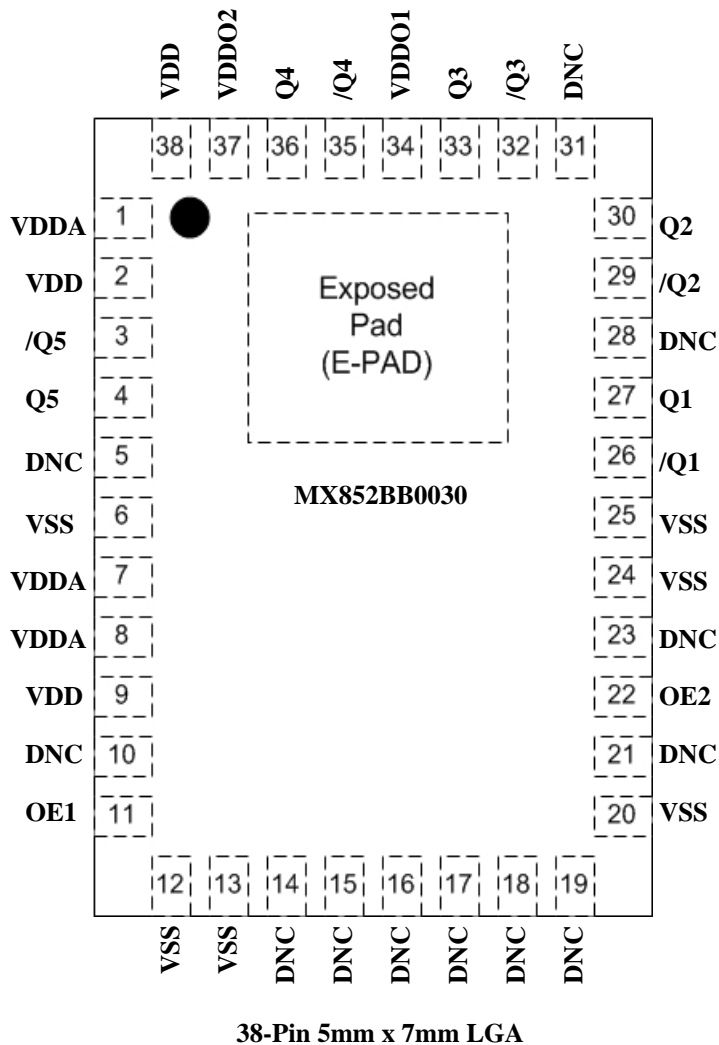 VDD VDDO2 Q4 /Q4 VDDO1 Q3 /Q3 DNC
38 37 36 35 34 33 32 31
VDDA 1 30 Q2
VDD 2 29 /Q2
/Q5 3 28 DNC
Q5 4 27 Q1
DNC 5 26 /Q1
VSS 6 25 VSS
VDDA 7 24 VSS
VDDA 8 23 DNC
VDD 9 22 OE2
DNC 10 21 DNC
OE1 11 20 VSS
Exposed
Pad
(E-PAD)
MX852BB0030
12 13 14 15 16 17 18 19
VSS VSS DNC DNC DNC DNC DNC DNC
38-Pin 5mm x 7mm LGA